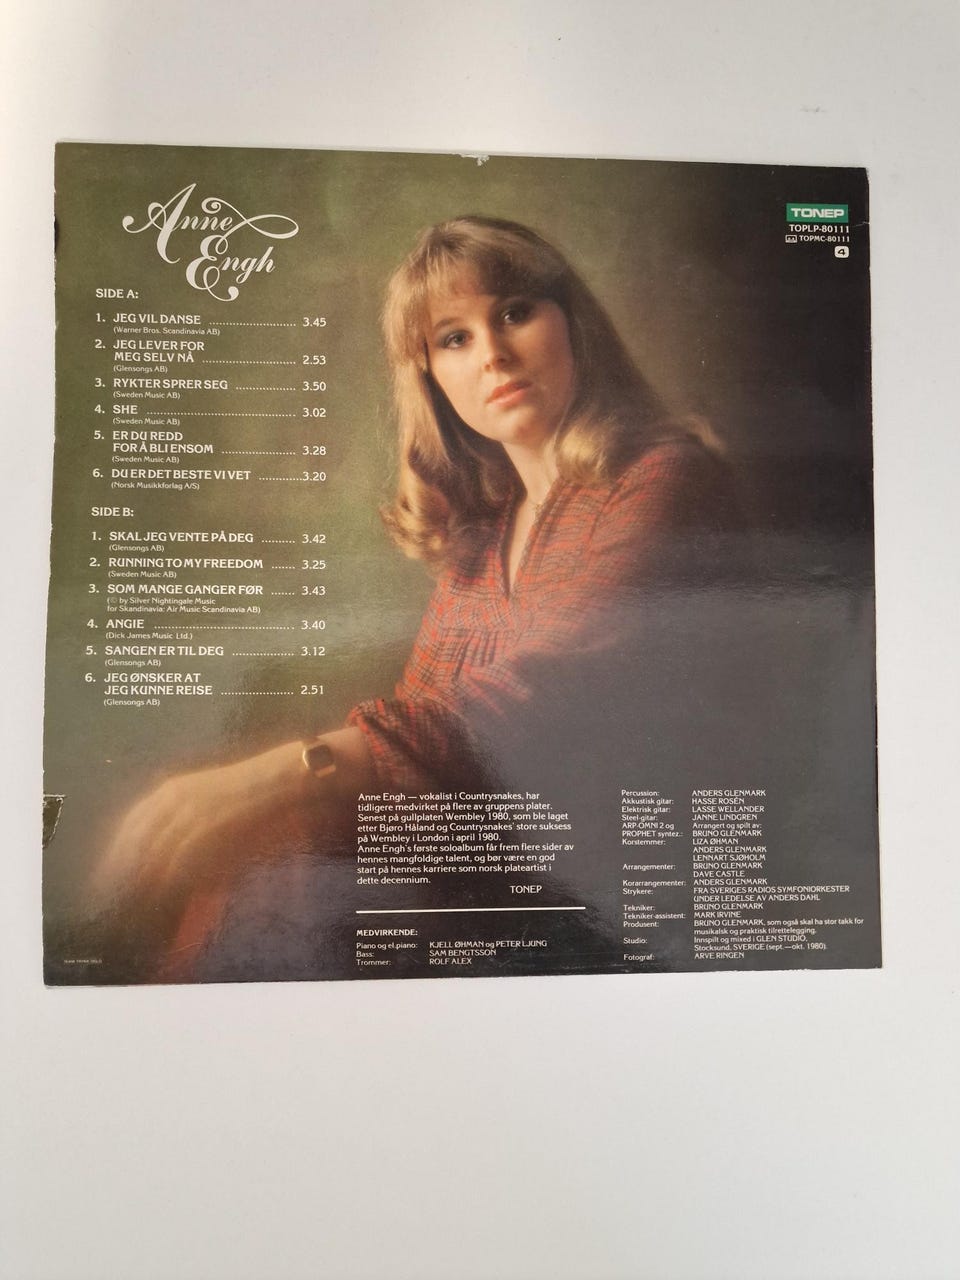 Anne
Engh
TONEP
TOPLP-80111
TOPMC-80111
4
SIDE A:
1. JEG VIL DANSE ........................... 3.45
(Warner Bros. Scandinavia AB)
2. JEG LEVER FOR
MEG SELV NÅ ............................ 2.53
(Glensongs AB)
3. RYKTER SPRER SEG .................. 3.50
(Sweden Music AB)
4. SHE ............................................. 3.02
(Sweden Music AB)
5. ER DU REDD
FOR Å BLI ENSOM ....................... 3.28
(Sweden Music AB)
6. DU ER DET BESTE VI VET .............3.20
(Norsk Musikkforlag A/S)
SIDE B:
1. SKAL JEG VENTE PÅ DEG .......... 3.42
(Glensongs AB)
2. RUNNING TO MY FREEDOM ....... 3.25
(Sweden Music AB)
3. SOM MANGE GANGER FØR ....... 3.43
(© by Silver Nightingale Music
for Skandinavia: Air Music Scandinavia AB)
4. ANGIE .......................................... 3.40
(Dick James Music Ltd.)
5. SANGEN ER TIL DEG ................... 3.12
(Glensongs AB)
6. JEG ØNSKER AT
JEG KUNNE REISE ...................... 2.51
(Glensongs AB)
Anne Engh — vokalist i Countrysnakes, har
tidligere medvirket på flere av gruppens plater.
Senest på gullplaten Wembley 1980, som ble laget
etter Bjøro Håland og Countrysnakes' store suksess
på Wembley i London i april 1980.
Anne Engh's første soloalbum får frem flere sider av
hennes mangfoldige talent, og bør være en god
start på hennes karriere som norsk plateartist i
dette decennium.
TONEP
MEDVIRKENDE:
Piano og el.piano: KJELL ØHMAN og PETER LJUNG
Bass: SAM BENGTSSON
Trommer: ROLF ALEX
Percussion: ANDERS GLENMARK
Akkustisk gitar: HASSE ROSÉN
Elektrisk gitar: LASSE WELLANDER
Steel-gitar: JANNE LINDGREN
ARP-OMNI 2 og Arrangert og spilt av:
PROPHET syntez.: BRUNO GLENMARK
Korstemmer: LIZA ØHMAN
ANDERS GLENMARK
LENNART SJØHOLM
Arrangementer: BRUNO GLENMARK
DAVE CASTLE
Korarrangementer: ANDERS GLENMARK
Strykere: FRA SVERIGES RADIOS SYMFONIORKESTER
UNDER LEDELSE AV ANDERS DAHL
Tekniker: BRUNO GLENMARK
Tekniker-assistent: MARK IRVINE
Produsent: BRUNO GLENMARK, som også skal ha stor takk for
musikalsk og praktisk tilrettelegging.
Studio: Innspilt og mixed i GLEN STUDIO,
Stocksund, SVERIGE (sept.—okt. 1980).
Fotograf: ARVE RINGEN